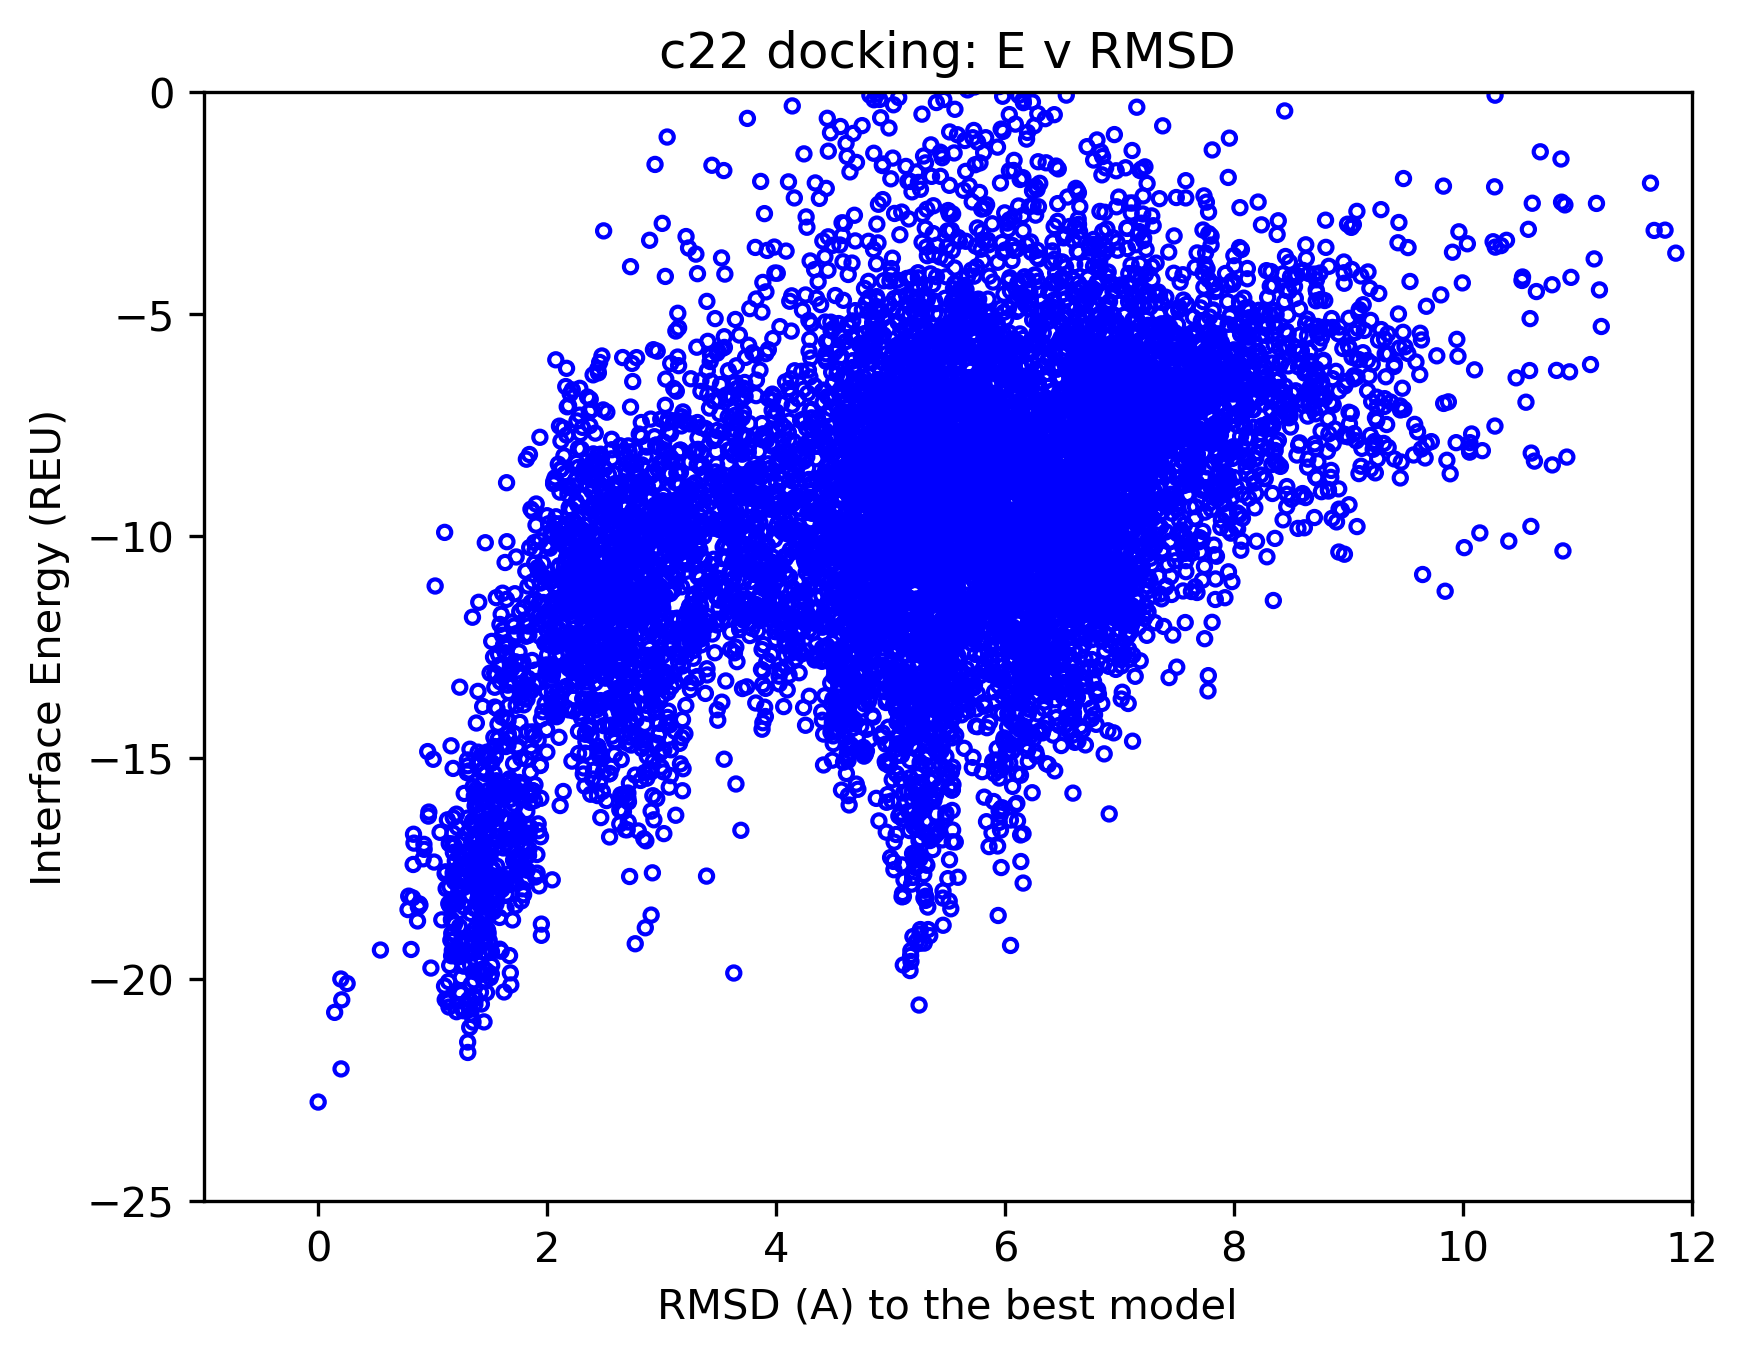 c22 docking: E v RMSD
0
−5
−10
−15
−20
−25
Interface Energy (REU)
0 2 4 6 8 10 12
RMSD (A) to the best model